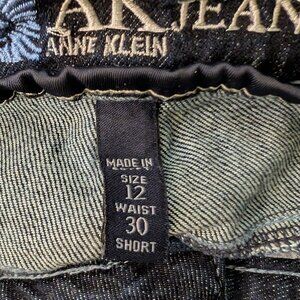 AK JEAN
ANNE KLEIN
MADE IN
SIZE
12
WAIST
30
SHORT